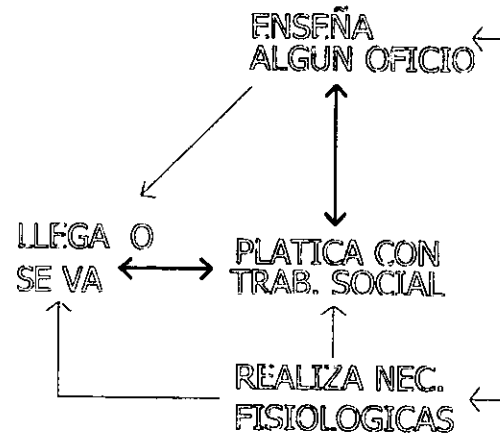 ENSEÑA
ALGUN OFICIO
LLEGA O
SE VA
PLATICA CON
TRAB. SOCIAL
REALIZA NEC.
FISIOLOGICAS